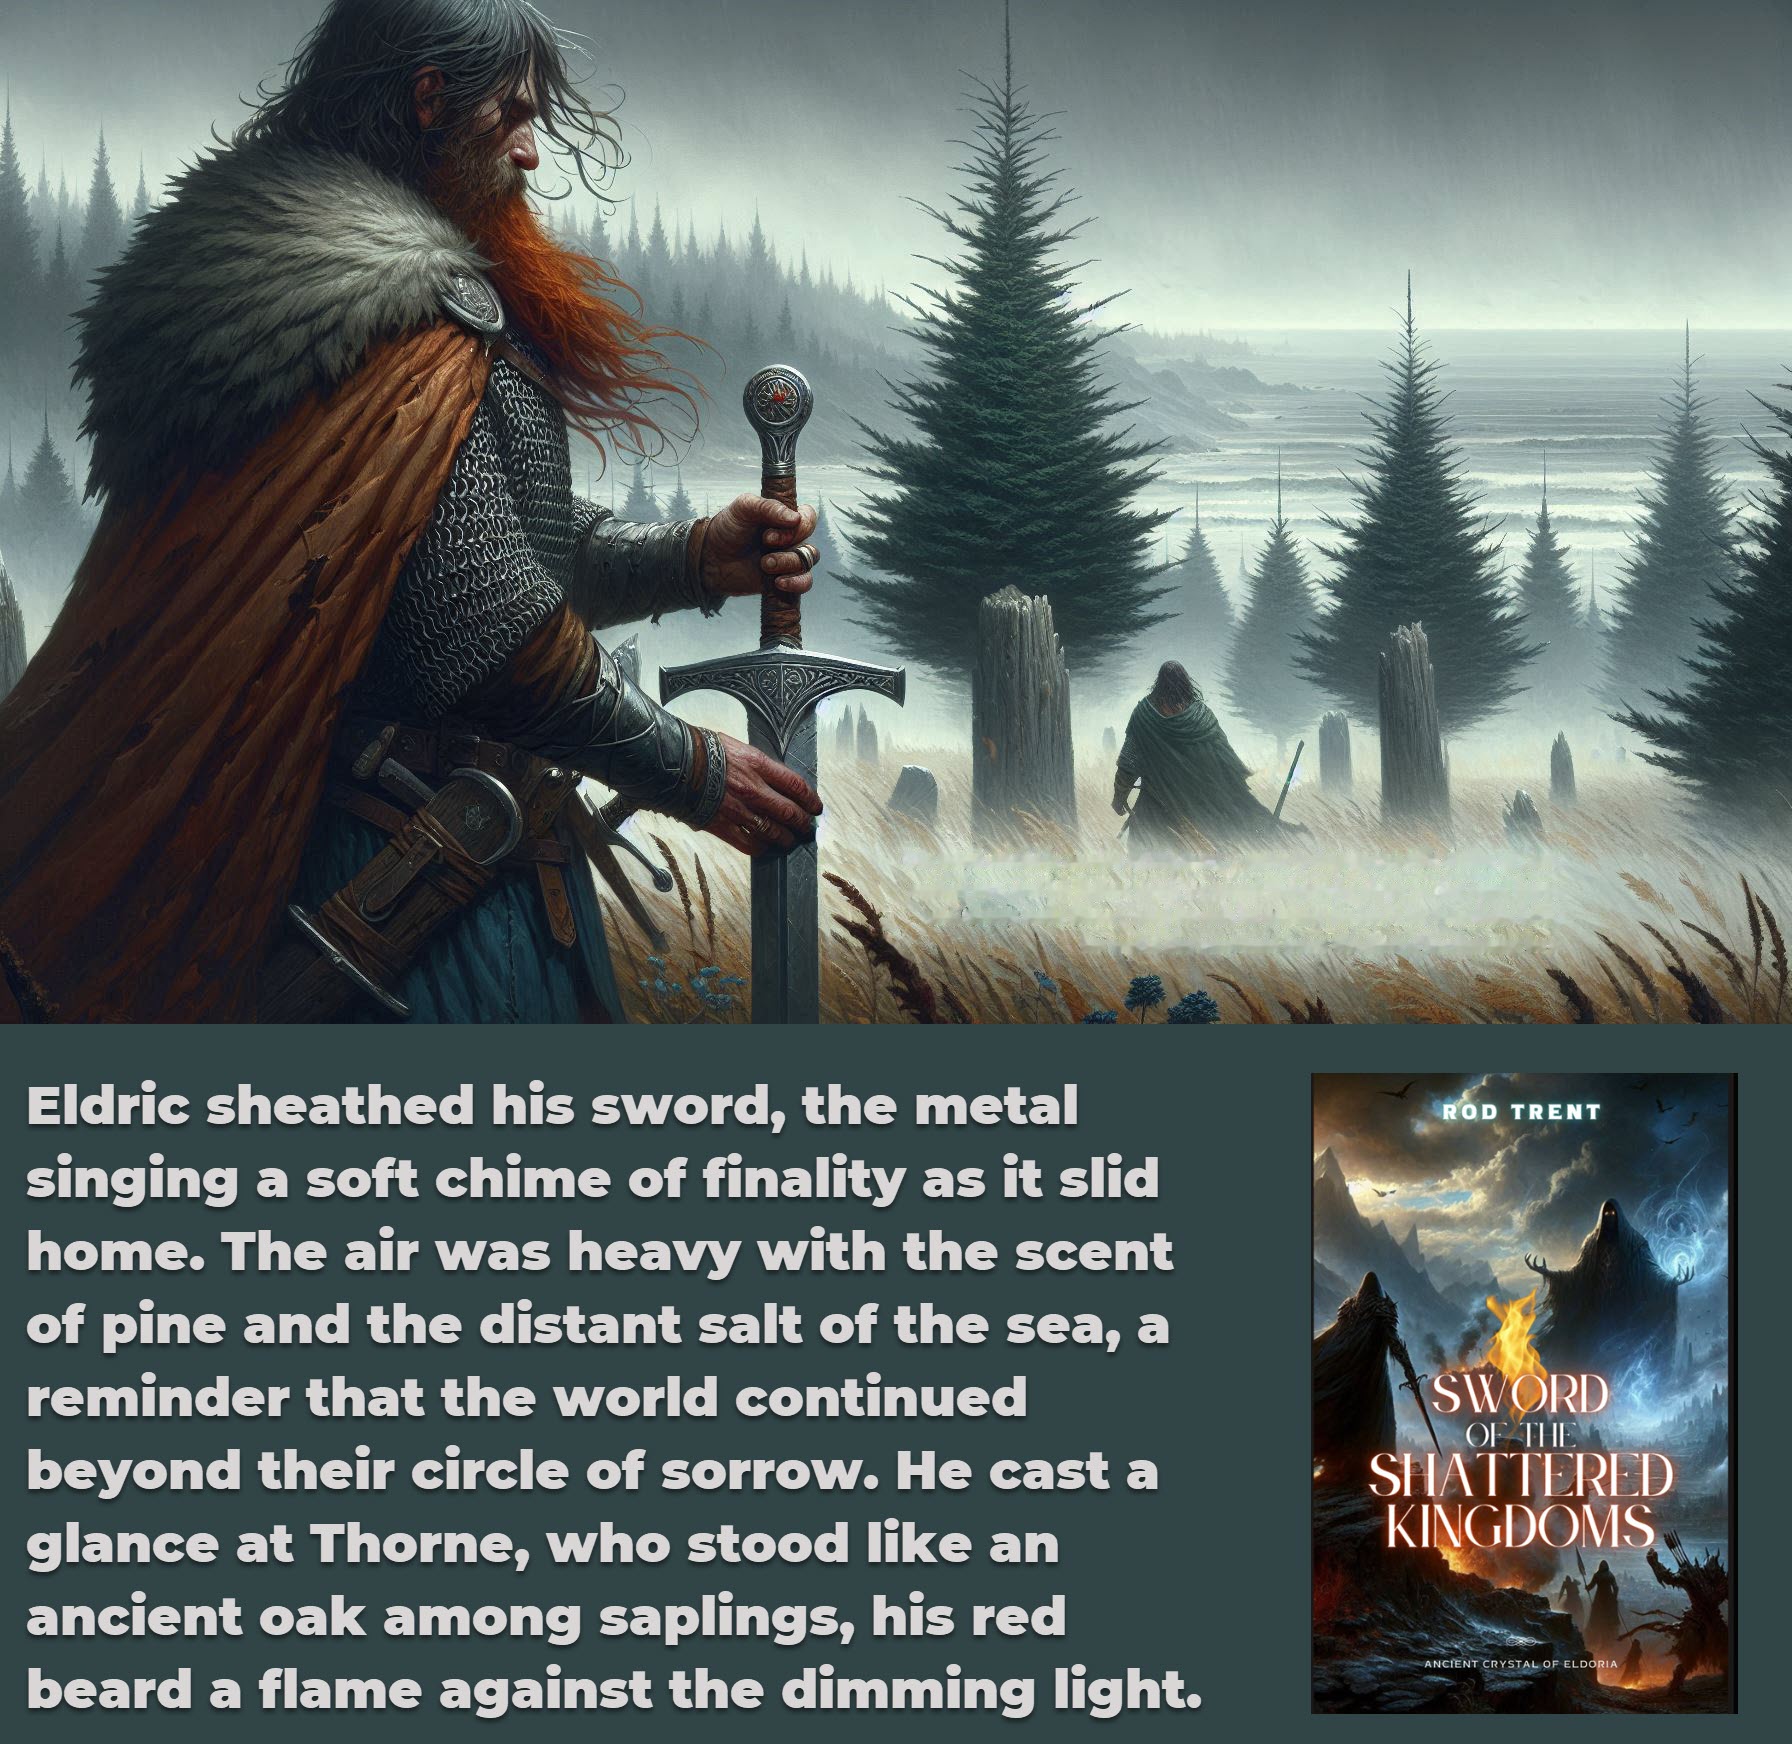 Eldric sheathed his sword, the metal
singing a soft chime of finality as it slid
home. The air was heavy with the scent
of pine and the distant salt of the sea, a
reminder that the world continued
beyond their circle of sorrow. He cast a
glance at Thorne, who stood like an
ancient oak among saplings, his red
beard a flame against the dimming light.
ROD TRENT
SWORD
OF THE
SHATTERED
KINGDOMS
ANCIENT CRYSTAL OF ELDORIA